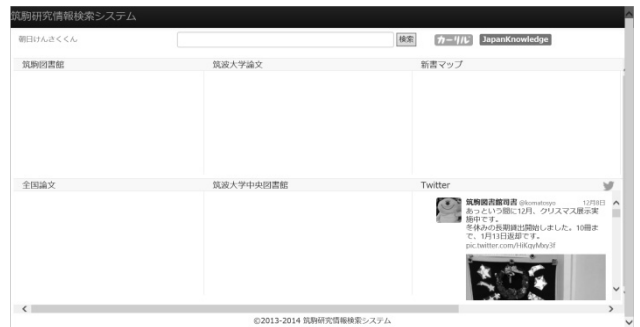 筑駒研究情報検索システム
朝日けんさくくん
検索
カーリル
JapanKnowledge
筑駒図書館
筑波大学論文
新書マップ
全国論文
筑波大学中央図書館
Twitter
筑駒図書館司書 @komatosyo 12月8日
あっという間に12月、クリスマス展示実
施中です。
冬休みの長期貸出開始しました。10冊ま
で、1月13日返却です。
pic.twitter.com/HiKqyMxy3f
©2013-2014 筑駒研究情報検索システム